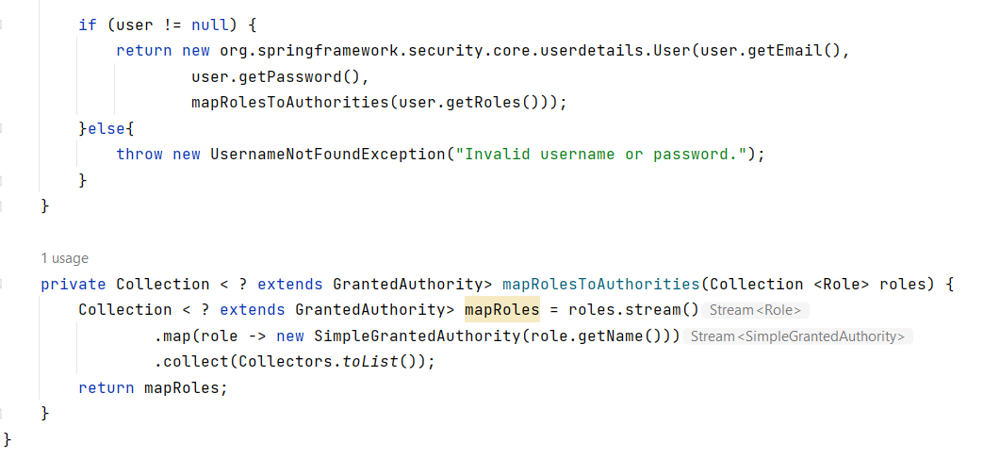 if (user != null) {
return new org.springframework.security.core.userdetails.User(user.getEmail(),
user.getPassword(),
mapRolesToAuthorities(user.getRoles()));
}else{
throw new UsernameNotFoundException("Invalid username or password.");
}
}
1 usage
private Collection < ? extends GrantedAuthority> mapRolesToAuthorities(Collection <Role> roles) {
Collection < ? extends GrantedAuthority> mapRoles = roles.stream() Stream<Role>
.map(role -> new SimpleGrantedAuthority(role.getName())) Stream<SimpleGrantedAuthority>
.collect(Collectors.toList());
return mapRoles;
}
}